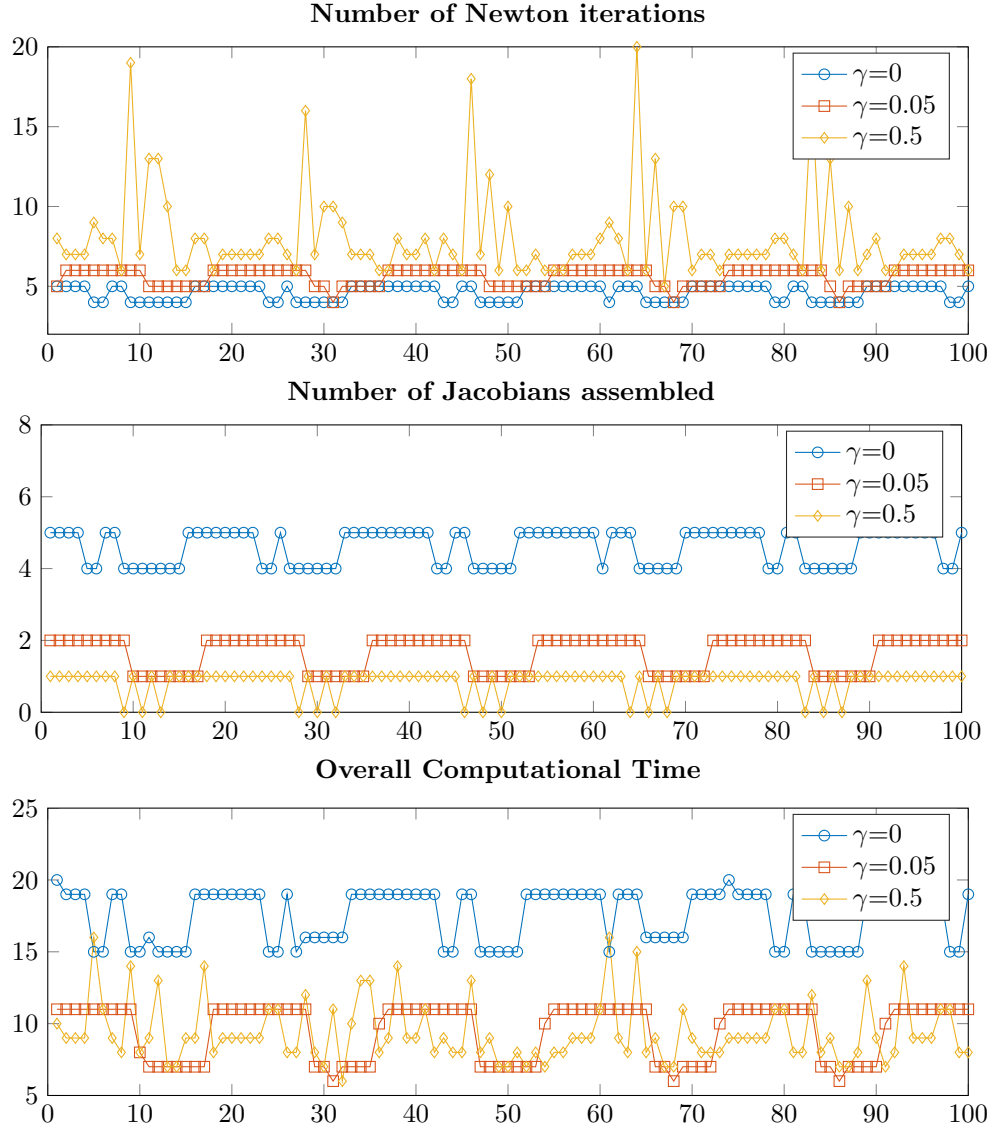 Number of Newton iterations
20
15
10
5
γ=0
γ=0.05
γ=0.5
0 10 20 30 40 50 60 70 80 90 100
Number of Jacobians assembled
8
6
4
2
0
γ=0
γ=0.05
γ=0.5
0 10 20 30 40 50 60 70 80 90 100
Overall Computational Time
25
20
15
10
5
γ=0
γ=0.05
γ=0.5
0 10 20 30 40 50 60 70 80 90 100